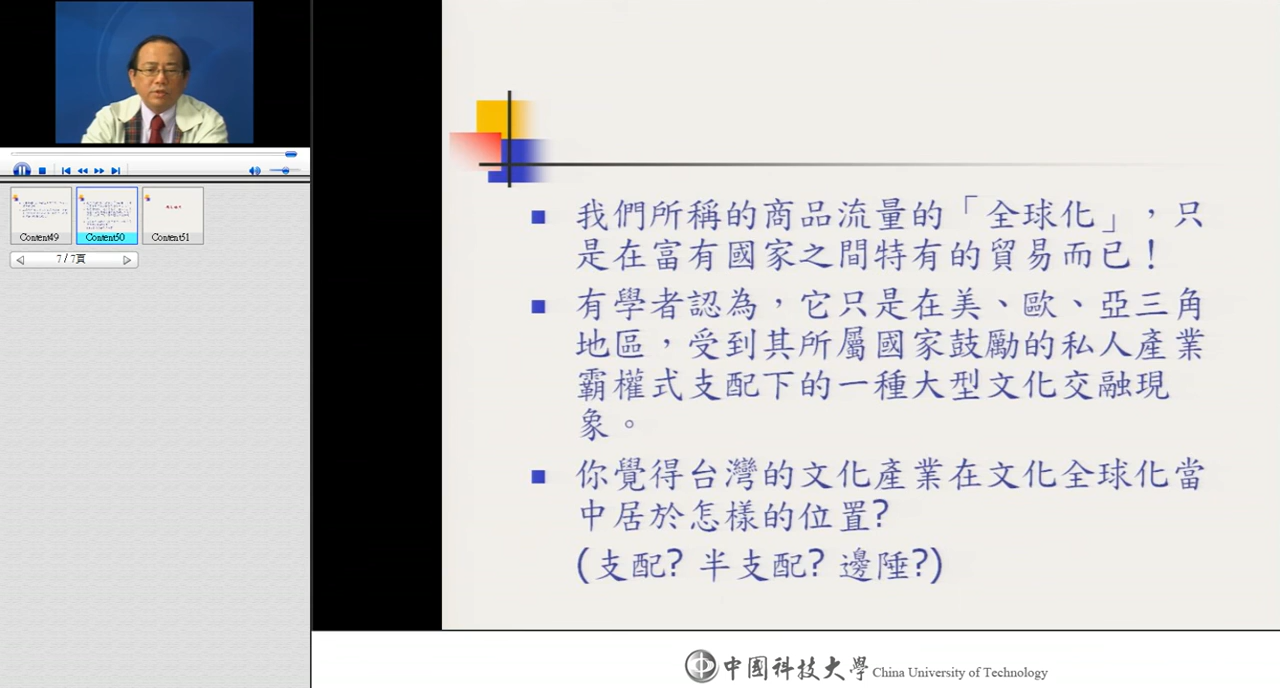 我們所稱的商品流量的「全球化」，只
是在富有國家之間特有的貿易而已！
有學者認為，它只是在美、歐、亞三角
地區，受到其所屬國家鼓勵的私人產業
霸權式支配下的一種大型文化交融現
象。
你覺得台灣的文化產業在文化全球化當
中居於怎樣的位置?
(支配? 半支配? 邊陲?)
Content49
Content50
Content51
7/7頁
中國科技大學 China University of Technology